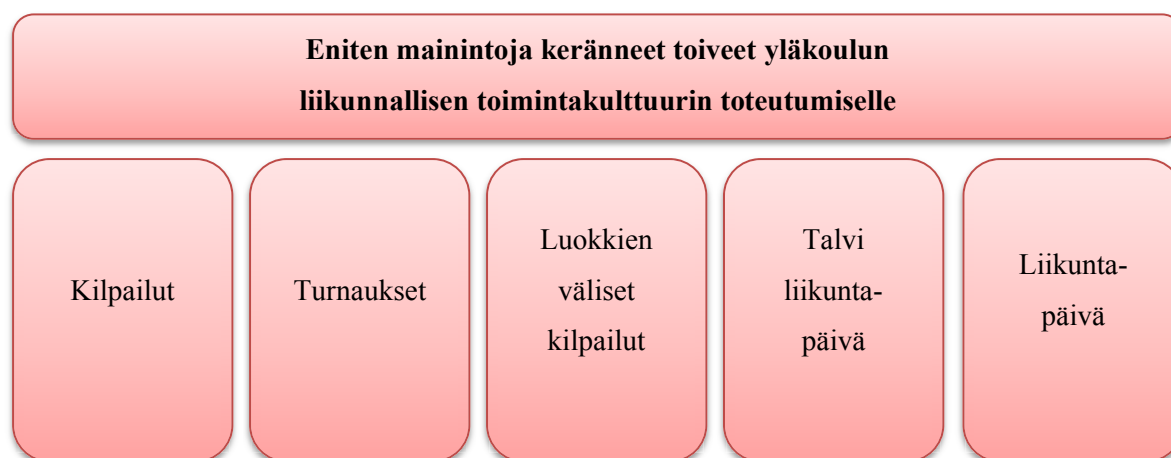 Eniten mainintoja keränneet toiveet yläkoulun
liikunnallisen toimintakulttuurin toteutumiselle
Kilpailut
Turnaukset
Luokkien
väliset
kilpailut
Talvi
liikunta-
päivä
Liikunta-
päivä